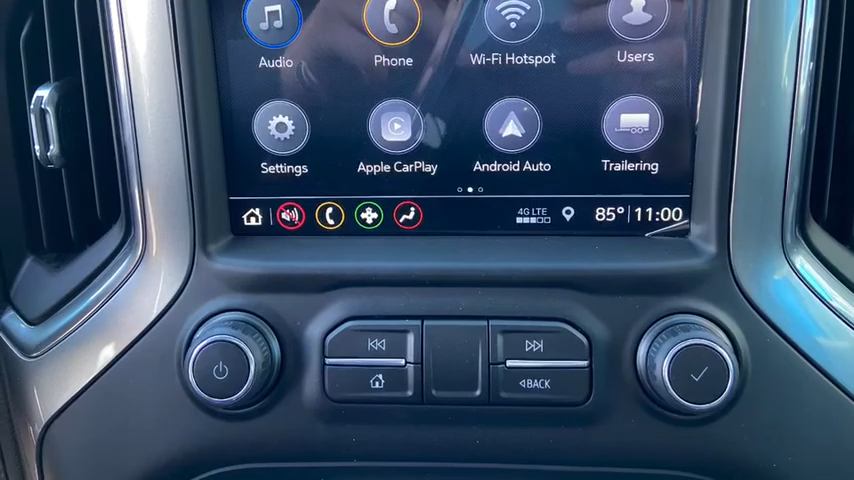 Audio
Phone
Wi-Fi Hotspot
Users
Settings
Apple CarPlay
Android Auto
Trailering
4G LTE
85° 11:00
BACK